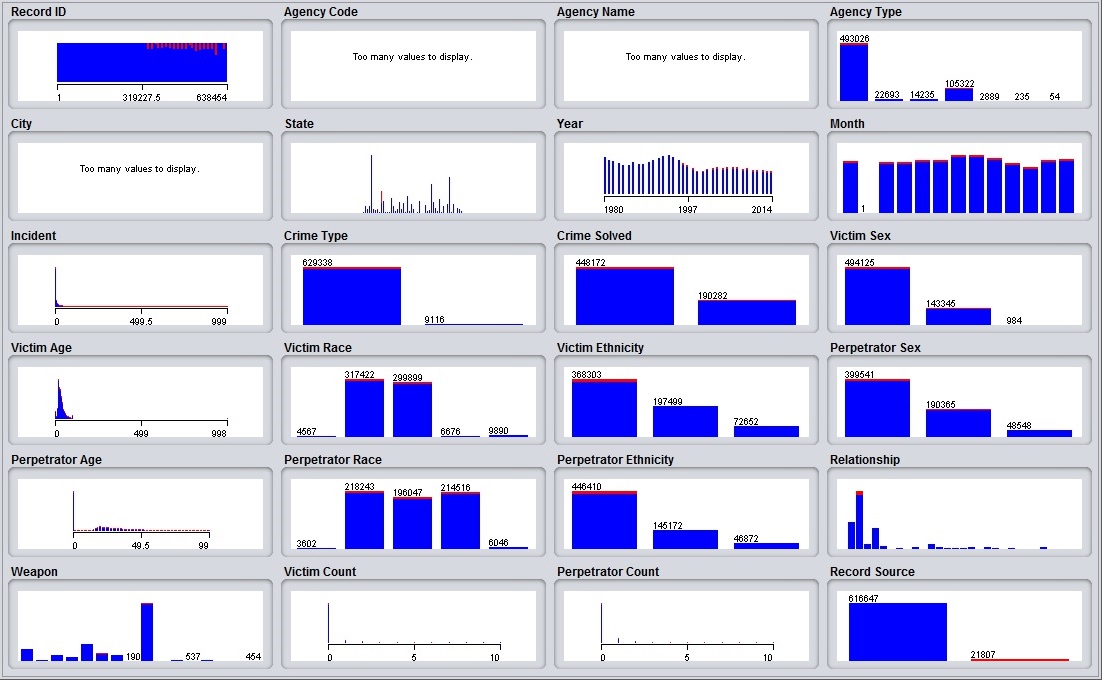 Record ID
Agency Code
Agency Name
Agency Type
1 319227.5 638454
Too many values to display.
Too many values to display.
493026
22693 14235 105322 2889 235 54
City
State
Year
Month
Too many values to display.
1980 1997 2014
1
Incident
Crime Type
Crime Solved
Victim Sex
0 499.5 999
629338
9116
448172
190282
494125
143345
984
Victim Age
Victim Race
Victim Ethnicity
Perpetrator Sex
0 499 998
4567 317422 299899 6676 9890
368303
197499
72652
399541
190365
48548
Perpetrator Age
Perpetrator Race
Perpetrator Ethnicity
Relationship
0 49.5 99
3602 218243 196047 214516 6046
446410
145172
46872
Weapon
Victim Count
Perpetrator Count
Record Source
190 537 454
0 5 10
0 5 10
616647
21807